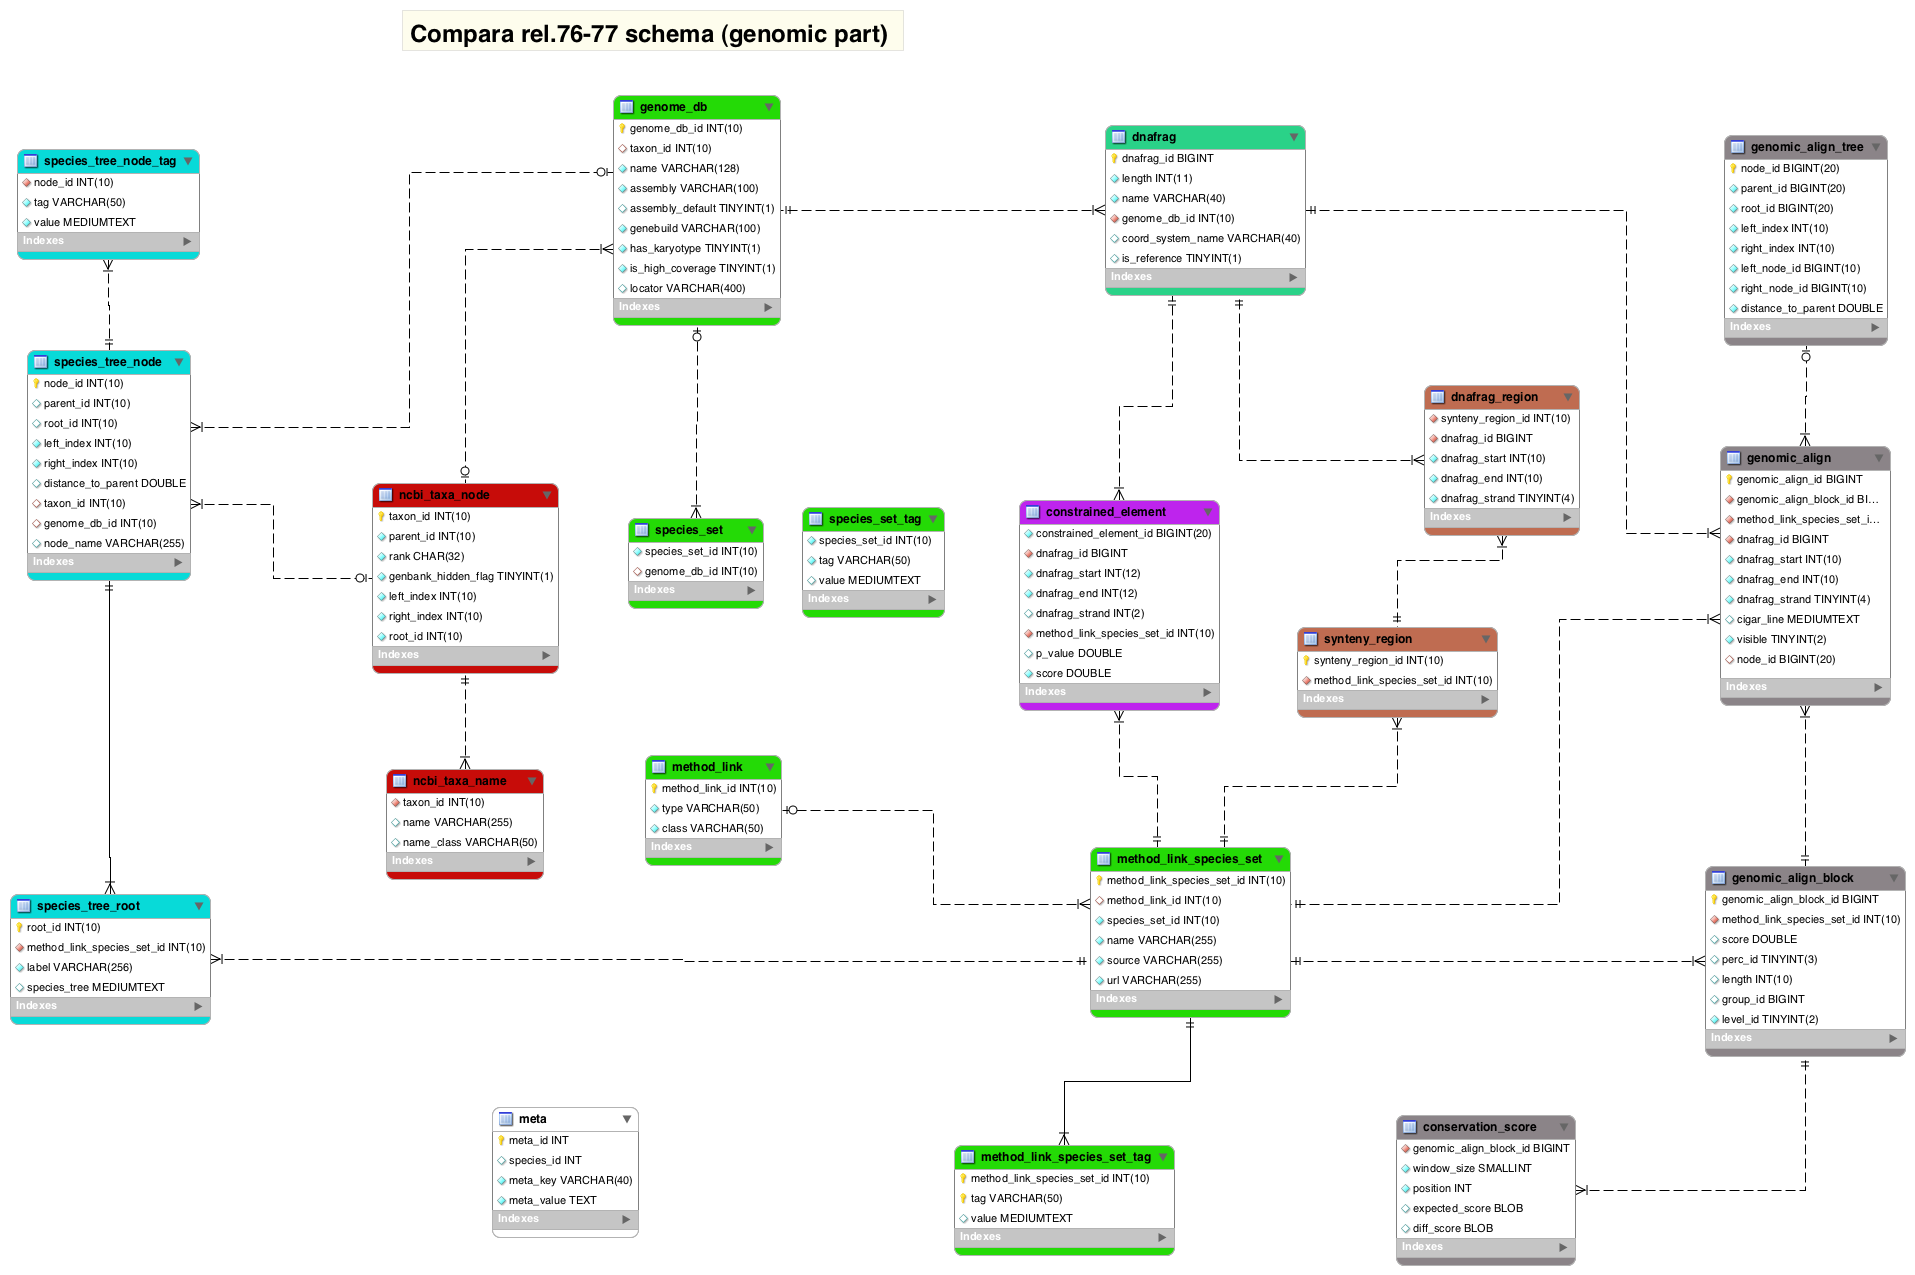 Compara rel.76-77 schema (genomic part)
species_tree_node_tag
node_id INT(10)
tag VARCHAR(50)
value MEDIUMTEXT
Indexes
species_tree_node
node_id INT(10)
parent_id INT(10)
root_id INT(10)
left_index INT(10)
right_index INT(10)
distance_to_parent DOUBLE
taxon_id INT(10)
genome_db_id INT(10)
node_name VARCHAR(255)
Indexes
species_tree_root
root_id INT(10)
method_link_species_set_id INT(10)
label VARCHAR(256)
species_tree MEDIUMTEXT
Indexes
genome_db
genome_db_id INT(10)
taxon_id INT(10)
name VARCHAR(128)
assembly VARCHAR(100)
assembly_default TINYINT(1)
genebuild VARCHAR(100)
has_karyotype TINYINT(1)
is_high_coverage TINYINT(1)
locator VARCHAR(400)
Indexes
ncbi_taxa_node
taxon_id INT(10)
parent_id INT(10)
rank CHAR(32)
genbank_hidden_flag TINYINT(1)
left_index INT(10)
right_index INT(10)
root_id INT(10)
Indexes
ncbi_taxa_name
taxon_id INT(10)
name VARCHAR(255)
name_class VARCHAR(50)
Indexes
species_set
species_set_id INT(10)
genome_db_id INT(10)
Indexes
species_set_tag
species_set_id INT(10)
tag VARCHAR(50)
value MEDIUMTEXT
Indexes
method_link
method_link_id INT(10)
type VARCHAR(50)
class VARCHAR(50)
Indexes
meta
meta_id INT
species_id INT
meta_key VARCHAR(40)
meta_value TEXT
Indexes
dnafrag
dnafrag_id BIGINT
length INT(11)
name VARCHAR(40)
genome_db_id INT(10)
coord_system_name VARCHAR(40)
is_reference TINYINT(1)
Indexes
constrained_element
constrained_element_id BIGINT(20)
dnafrag_id BIGINT
dnafrag_start INT(12)
dnafrag_end INT(12)
dnafrag_strand INT(2)
method_link_species_set_id INT(10)
p_value DOUBLE
score DOUBLE
Indexes
method_link_species_set
method_link_species_set_id INT(10)
method_link_id INT(10)
species_set_id INT(10)
name VARCHAR(255)
source VARCHAR(255)
url VARCHAR(255)
Indexes
method_link_species_set_tag
method_link_species_set_id INT(10)
tag VARCHAR(50)
value MEDIUMTEXT
Indexes
dnafrag_region
synteny_region_id INT(10)
dnafrag_id BIGINT
dnafrag_start INT(10)
dnafrag_end INT(10)
dnafrag_strand TINYINT(4)
Indexes
synteny_region
synteny_region_id INT(10)
method_link_species_set_id INT(10)
Indexes
genomic_align_tree
node_id BIGINT(20)
parent_id BIGINT(20)
root_id BIGINT(20)
left_index INT(10)
right_index INT(10)
left_node_id BIGINT(10)
right_node_id BIGINT(10)
distance_to_parent DOUBLE
Indexes
genomic_align
genomic_align_id BIGINT
genomic_align_block_id BI...
method_link_species_set_i...
dnafrag_id BIGINT
dnafrag_start INT(10)
dnafrag_end INT(10)
dnafrag_strand TINYINT(4)
cigar_line MEDIUMTEXT
visible TINYINT(2)
node_id BIGINT(20)
Indexes
genomic_align_block
genomic_align_block_id BIGINT
method_link_species_set_id INT(10)
score DOUBLE
perc_id TINYINT(3)
length INT(10)
group_id BIGINT
level_id TINYINT(2)
Indexes
conservation_score
genomic_align_block_id BIGINT
window_size SMALLINT
position INT
expected_score BLOB
diff_score BLOB
Indexes